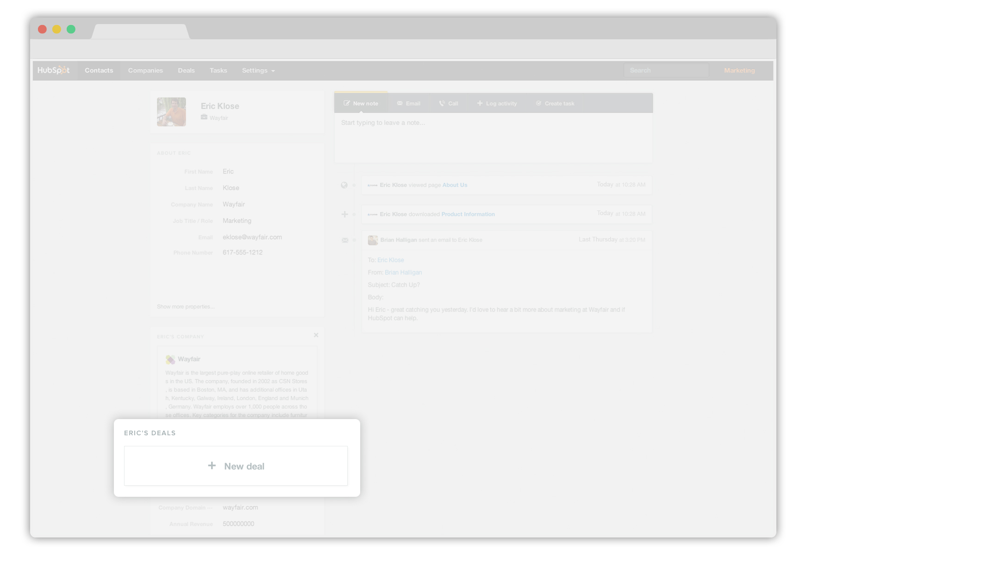 HubSpot Contacts Companies Deals Tasks Settings Search Marketing
Eric Klose
Wayfair
ABOUT ERIC
First Name Eric
Last Name Klose
Company Name Wayfair
Job Title / Role Marketing
Email eklose@wayfair.com
Phone Number 617-555-1212
Show more properties...
ERIC'S COMPANY
Wayfair
Wayfair is the largest pure-play online retailer of home good
s in the US. The company, founded in 2002 as CSN Stores
, is based in Boston, MA, and has additional offices in Uta
h, Kentucky, Galway, Ireland, London, England and Munich
, Germany. Wayfair employs over 1,000 people across tho
se offices. Key categories for the company include furnitur
ERIC'S DEALS
+ New deal
Company Domain ... wayfair.com
Annual Revenue 500000000
New note Email Call Log activity Create task
Start typing to leave a note...
Eric Klose viewed page About Us Today at 10:28 AM
Eric Klose downloaded Product Information Today at 10:28 AM
Brian Halligan sent an email to Eric Klose Last Thursday at 3:20 PM
To: Eric Klose
From: Brian Halligan
Subject: Catch Up?
Body:
Hi Eric - great catching you yesterday. I'd love to hear a bit more about marketing at Wayfair and if
HubSpot can help.